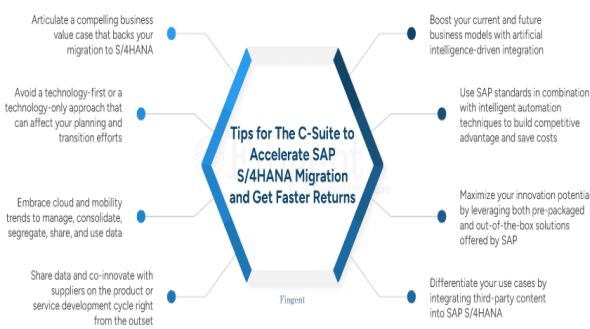 Articulate a compelling business
value case that backs your
migration to S/4HANA
Avoid a technology-first or a
technology-only approach that
can affect your planning and
transition efforts
Embrace cloud and mobility
trends to manage, consolidate,
segregate, share, and use data
Share data and co-innovate with
suppliers on the product or
service development cycle right
from the outset
Tips for The C-Suite to
Accelerate SAP
S/4HANA Migration
and Get Faster Returns
Fingent
Boost your current and future
business models with artificial
intelligence-driven integration
Use SAP standards in combination
with intelligent automation
techniques to build competitive
advantage and save costs
Maximize your innovation potential
by leveraging both pre-packaged
and out-of-the-box solutions
offered by SAP
Differentiate your use cases by
integrating third-party content
into SAP S/4HANA